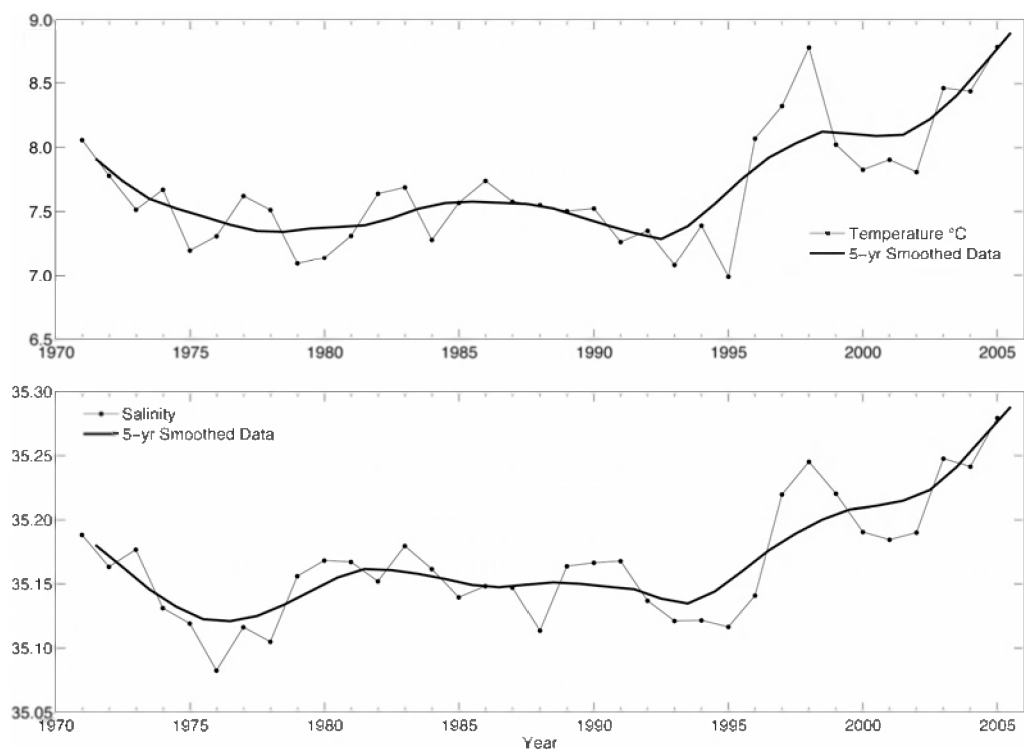 9.0
8.5
8.0
7.5
7.0
6.5
Temperature °C
5-yr Smoothed Data
1970 1975 1980 1985 1990 1995 2000 2005
35.30
35.25
35.20
35.15
35.10
35.05
Salinity
5-yr Smoothed Data
1970 1975 1980 1985 1990 1995 2000 2005
Year